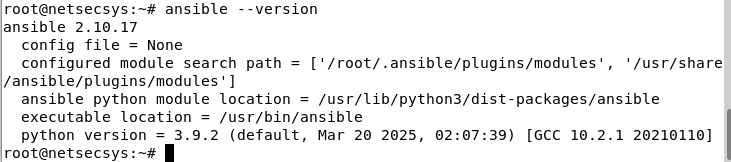 root@netsecsys:~# ansible --version
ansible 2.10.17
  config file = None
  configured module search path = ['/root/.ansible/plugins/modules', '/usr/share
/ansible/plugins/modules']
  ansible python module location = /usr/lib/python3/dist-packages/ansible
  executable location = /usr/bin/ansible
  python version = 3.9.2 (default, Mar 20 2025, 02:07:39) [GCC 10.2.1 20210110]
root@netsecsys:~#